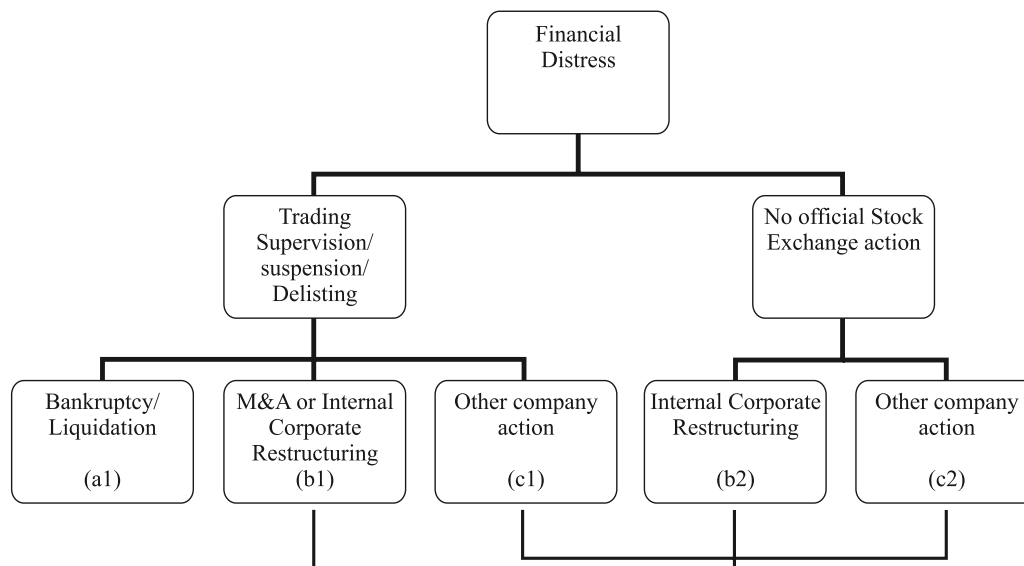 Financial
Distress
Trading
Supervision/
suspension/
Delisting
No official Stock
Exchange action
Bankruptcy/
Liquidation
(a1)
M&A or Internal
Corporate
Restructuring
(b1)
Other company
action
(c1)
Internal Corporate
Restructuring
(b2)
Other company
action
(c2)